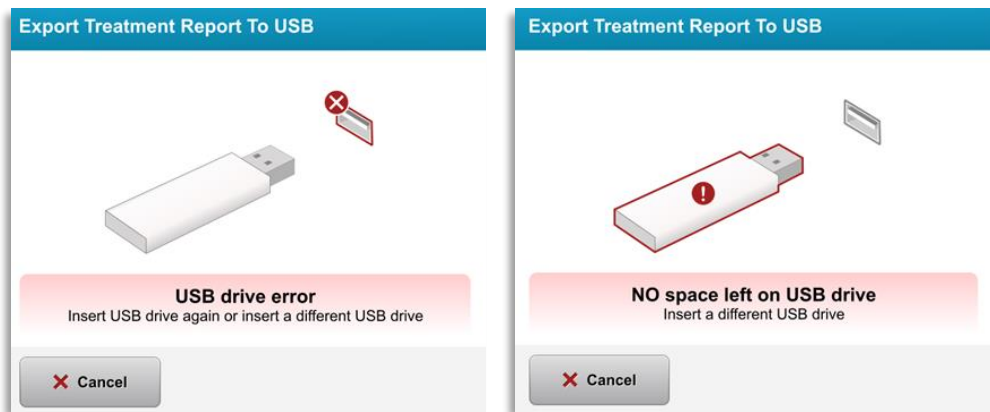 Export Treatment Report To USB
USB drive error
Insert USB drive again or insert a different USB drive
Cancel
Export Treatment Report To USB
NO space left on USB drive
Insert a different USB drive
Cancel